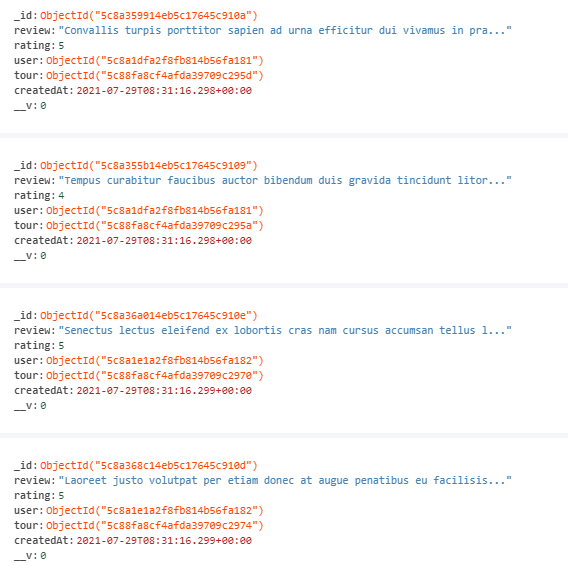 _id: ObjectId("5c8a359914eb5c17645c910a")
review: "Convallis turpis porttitor sapien ad urna efficitur dui vivamus in pra..."
rating: 5
user: ObjectId("5c8a1dfa2f8fb814b56fa181")
tour: ObjectId("5c88fa8cf4afda39709c295d")
createdAt: 2021-07-29T08:31:16.298+00:00
__v: 0
_id: ObjectId("5c8a355b14eb5c17645c9109")
review: "Tempus curabitur faucibus auctor bibendum duis gravida tincidunt litor..."
rating: 4
user: ObjectId("5c8a1dfa2f8fb814b56fa181")
tour: ObjectId("5c88fa8cf4afda39709c295a")
createdAt: 2021-07-29T08:31:16.298+00:00
__v: 0
_id: ObjectId("5c8a36a014eb5c17645c910e")
review: "Senectus lectus eleifend ex lobortis cras nam cursus accumsan tellus l..."
rating: 5
user: ObjectId("5c8a1e1a2f8fb814b56fa182")
tour: ObjectId("5c88fa8cf4afda39709c2970")
createdAt: 2021-07-29T08:31:16.299+00:00
__v: 0
_id: ObjectId("5c8a368c14eb5c17645c910d")
review: "Laoreet justo volutpat per etiam donec at augue penatibus eu facilisis..."
rating: 5
user: ObjectId("5c8a1e1a2f8fb814b56fa182")
tour: ObjectId("5c88fa8cf4afda39709c2974")
createdAt: 2021-07-29T08:31:16.299+00:00
__v: 0